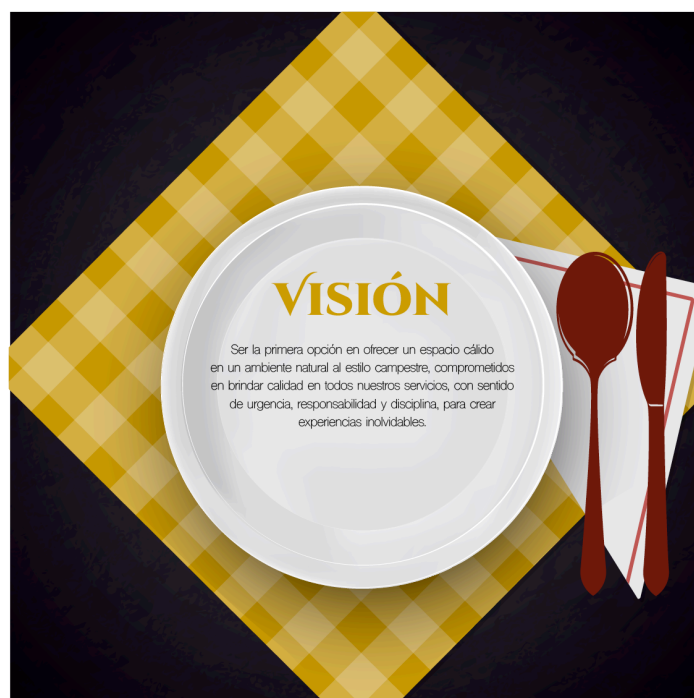 VISIÓN
Ser la primera opción en ofrecer un espacio cálido
en un ambiente natural al estilo campestre, comprometidos
en brindar calidad en todos nuestros servicios, con sentido
de urgencia, responsabilidad y disciplina, para crear
experiencias inolvidables.